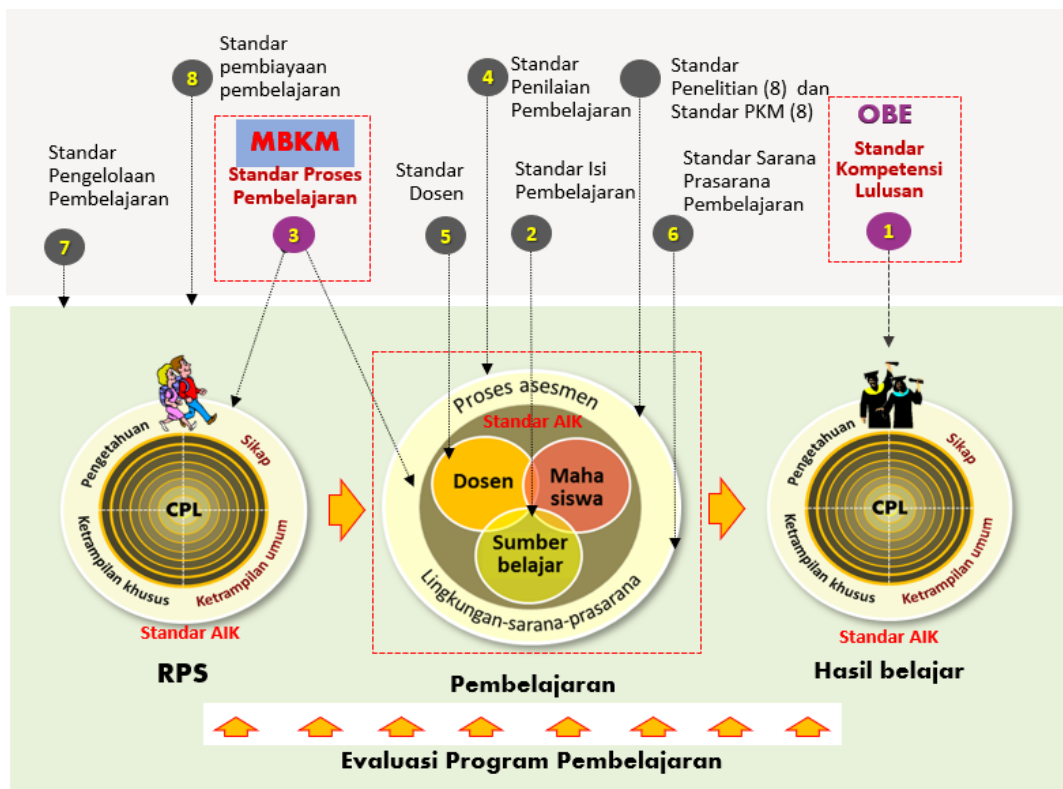 Standar
pembiayaan
pembelajaran
8
Standar
Penilaian
Pembelajaran
4
Standar
Penelitian (8) dan
Standar PKM (8)
OBE
Standar
Kompetensi
Lulusan
1
MBKM
Standar Proses
Pembelajaran
3
Standar
Pengelolaan
Pembelajaran
7
Standar
Dosen
5
Standar Isi
Pembelajaran
2
Standar Sarana
Prasarana
Pembelajaran
6
Pengetahuan
Sikap
CPL
Ketrampilan khusus
Ketrampilan umum
Standar AIK
RPS
Proses asesmen
Standar AIK
Dosen
Maha
siswa
Sumber
belajar
Lingkungan-sarana-prasarana
Pembelajaran
Pengetahuan
Sikap
CPL
Ketrampilan khusus
Ketrampilan umum
Standar AIK
Hasil belajar
Evaluasi Program Pembelajaran